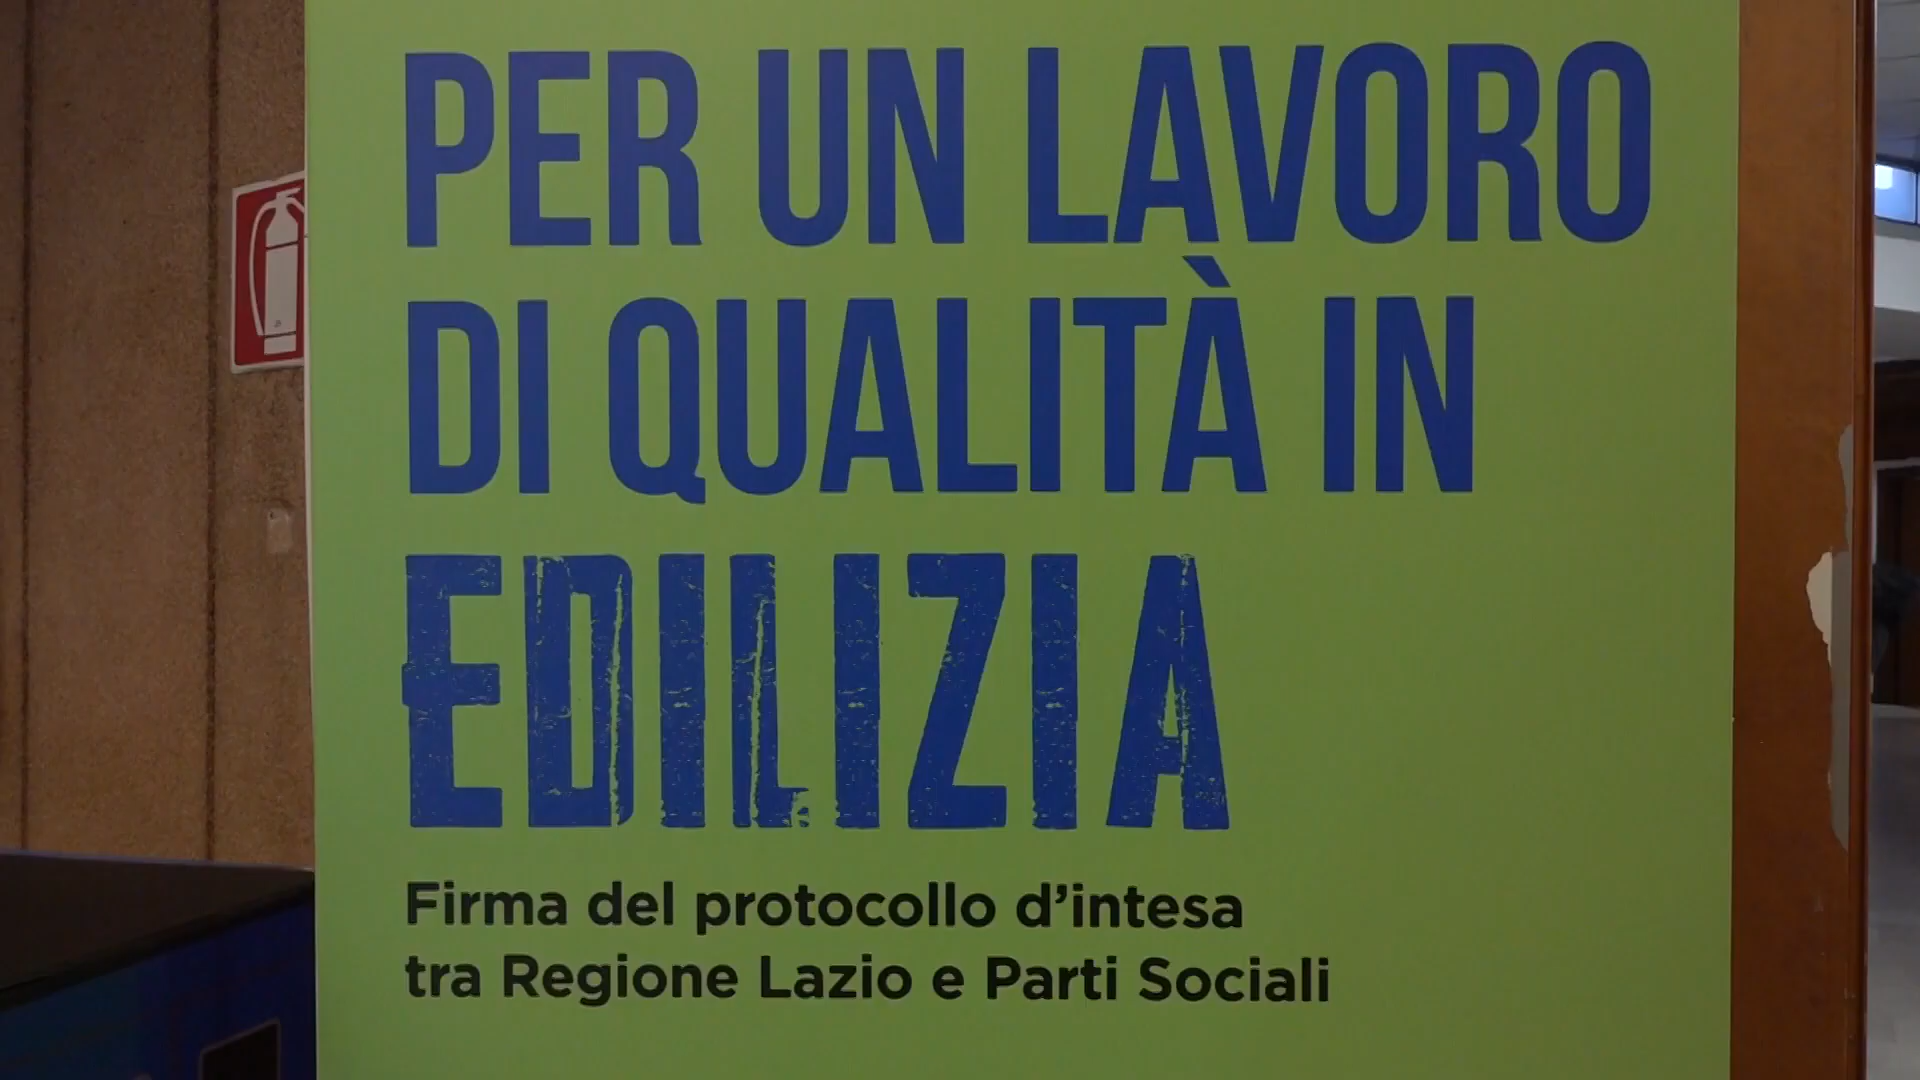 PER UN LAVORO
DI QUALITÀ IN
EDILIZIA
Firma del protocollo d’intesa
tra Regione Lazio e Parti Sociali